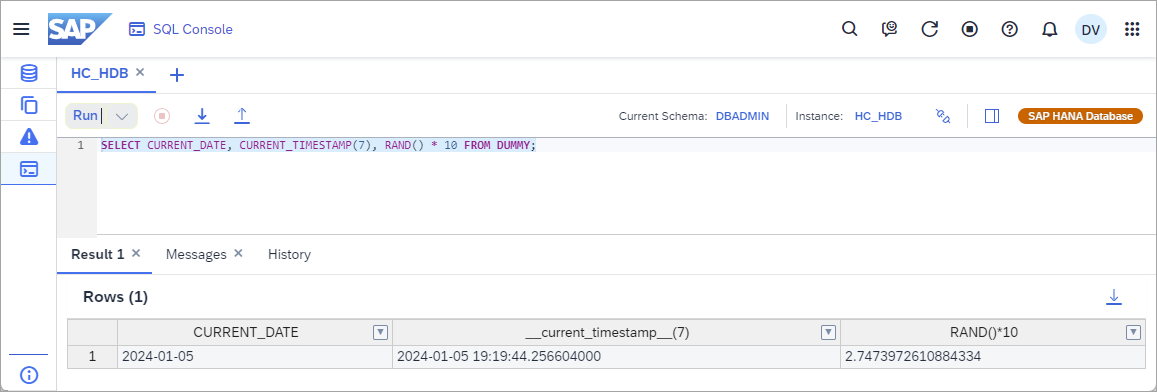 SAP SQL Console DV
HC_HDB
Run Current Schema: DBADMIN Instance: HC_HDB SAP HANA Database
1 SELECT CURRENT_DATE, CURRENT_TIMESTAMP(7), RAND() * 10 FROM DUMMY;
Result 1 Messages History
Rows (1)
CURRENT_DATE __current_timestamp__(7) RAND()*10
1 2024-01-05 2024-01-05 19:19:44.256604000 2.7473972610884334